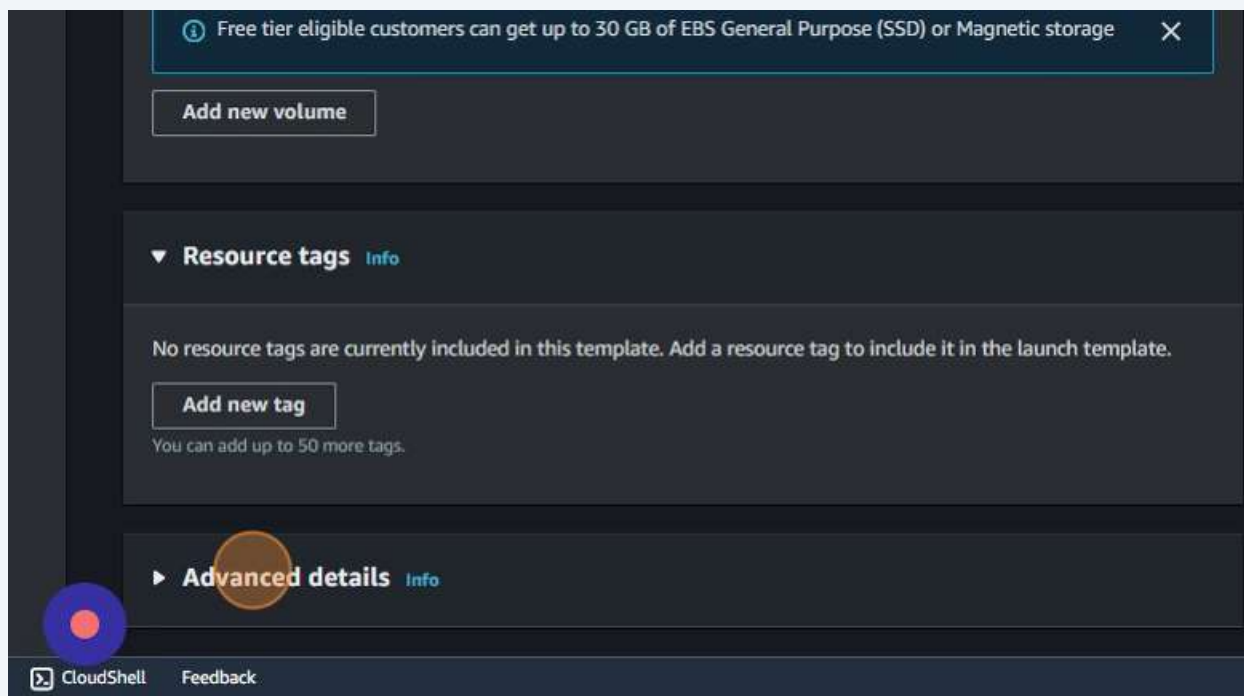 Free tier eligible customers can get up to 30 GB of EBS General Purpose (SSD) or Magnetic storage
Add new volume
Resource tags Info
No resource tags are currently included in this template. Add a resource tag to include it in the launch template.
Add new tag
You can add up to 50 more tags.
Advanced details Info
CloudShell Feedback